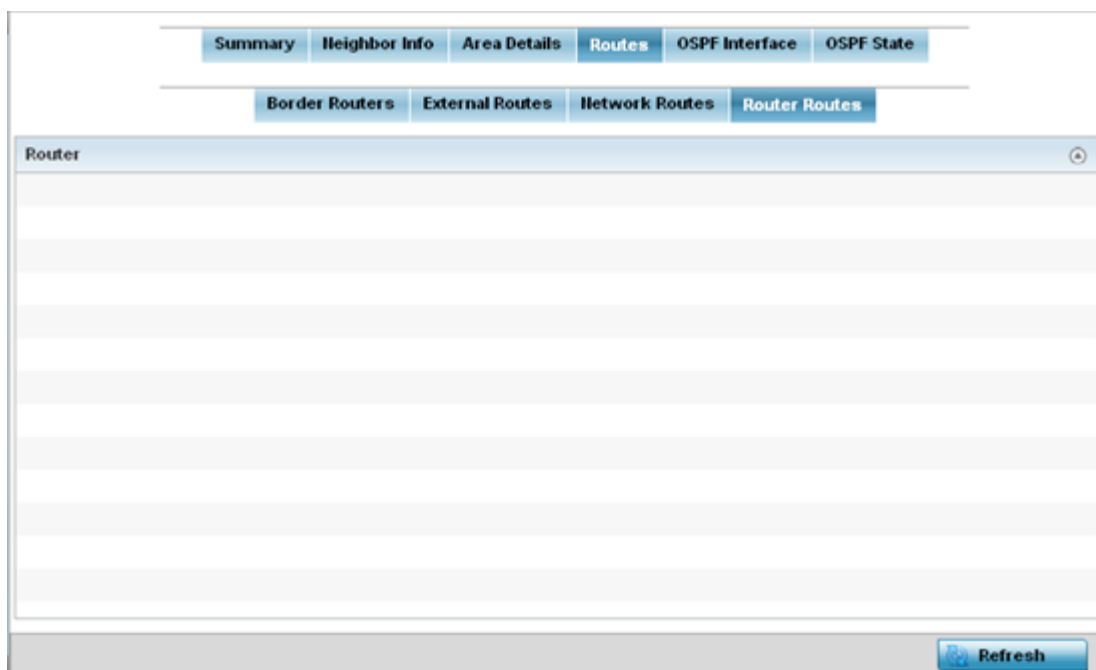 Summary Neighbor Info Area Details Routes OSPF Interface OSPF State
Border Routers External Routes Network Routes Router Routes
Router
Refresh